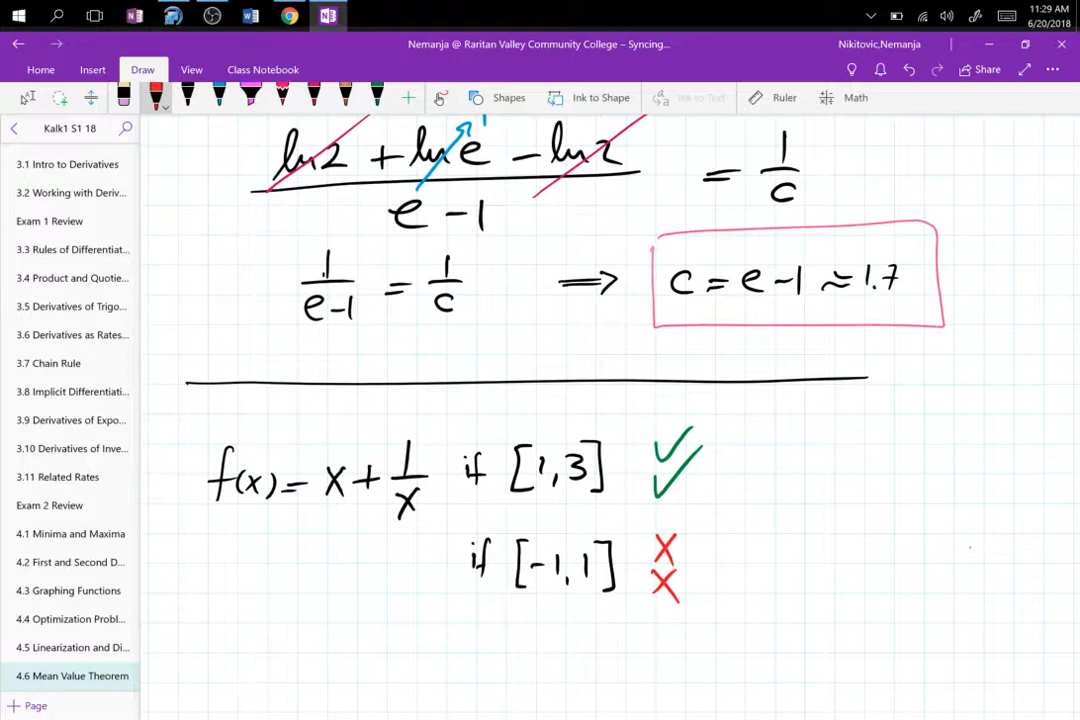 11:29 AM
6/20/2018
Nemanja @ Raritan Valley Community College – Syncing...
Nikitovic,Nemanja
Home Insert Draw View Class Notebook
Share
Shapes Ink to Shape Ink to Text Ruler Math
Kalk1 S1 18
3.1 Intro to Derivatives
3.2 Working with Deriv...
Exam 1 Review
3.3 Rules of Differentiat...
3.4 Product and Quotie...
3.5 Derivatives of Trigo...
3.6 Derivatives as Rates...
3.7 Chain Rule
3.8 Implicit Differentiati...
3.9 Derivatives of Expo...
3.10 Derivatives of Inve...
3.11 Related Rates
Exam 2 Review
4.1 Minima and Maxima
4.2 First and Second D...
4.3 Graphing Functions
4.4 Optimization Probl...
4.5 Linearization and Di...
4.6 Mean Value Theorem
+ Page
ln2 + ln e 1 - ln2 / e - 1 = 1/c
1/(e-1) = 1/c ⟹ c = e - 1 ≈ 1.7
f(x) = x + 1/x if [1,3] ✓ ✓
if [-1,1] X X